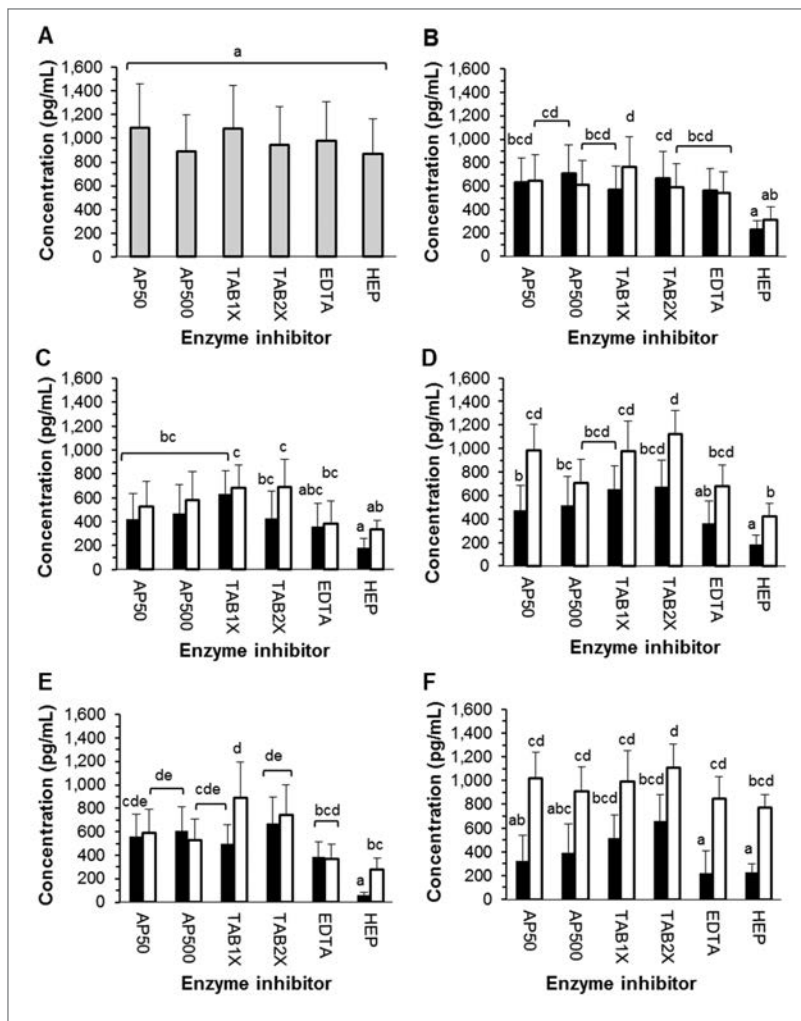 A
a
1,600
1,400
1,200
1,000
800
600
400
200
0
Concentration (pg/mL)
AP50 AP500 TAB1X TAB2X EDTA HEP
Enzyme inhibitor
B
1,600
1,400
1,200
1,000
800
600
400
200
0
Concentration (pg/mL)
bcd cd bcd d cd bcd a ab
AP50 AP500 TAB1X TAB2X EDTA HEP
Enzyme inhibitor
C
1,600
1,400
1,200
1,000
800
600
400
200
0
Concentration (pg/mL)
bc c bc c abc bc a ab
AP50 AP500 TAB1X TAB2X EDTA HEP
Enzyme inhibitor
D
1,600
1,400
1,200
1,000
800
600
400
200
0
Concentration (pg/mL)
b cd bc bcd cd bcd d ab bcd a b
AP50 AP500 TAB1X TAB2X EDTA HEP
Enzyme inhibitor
E
1,600
1,400
1,200
1,000
800
600
400
200
0
Concentration (pg/mL)
cde de cde d de bcd a bc
AP50 AP500 TAB1X TAB2X EDTA HEP
Enzyme inhibitor
F
1,600
1,400
1,200
1,000
800
600
400
200
0
Concentration (pg/mL)
ab cd abc cd bcd cd bcd d a cd a bcd
AP50 AP500 TAB1X TAB2X EDTA HEP
Enzyme inhibitor